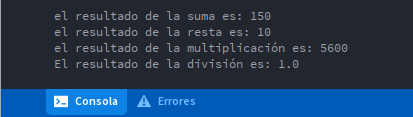 el resultado de la suma es: 150
el resultado de la resta es: 10
el resultado de la multiplicación es: 5600
El resultado de la división es: 1.0
Consola
Errores